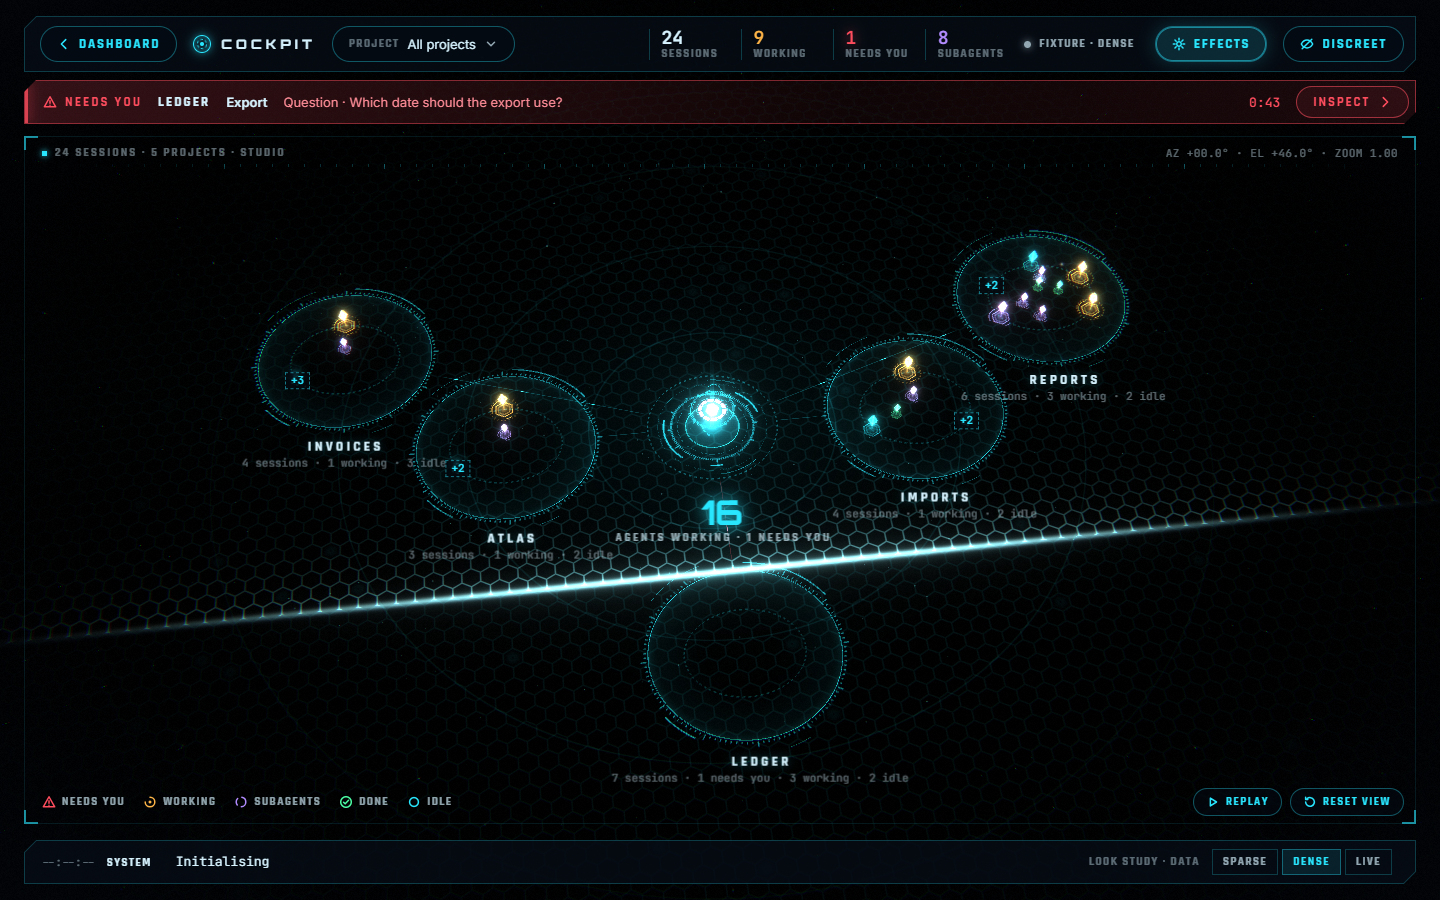 DASHBOARD
COCKPIT
PROJECT All projects
24 SESSIONS
9 WORKING
1 NEEDS YOU
8 SUBAGENTS
FIXTURE · DENSE
EFFECTS
DISCREET
NEEDS YOU LEDGER Export Question · Which date should the export use?
0:43
INSPECT
24 SESSIONS · 5 PROJECTS · STUDIO
AZ +00.0° · EL +46.0° · ZOOM 1.00
+2
REPORTS
6 sessions · 3 working · 2 idle
+3
INVOICES
4 sessions · 1 working · 3 idle
+2
IMPORTS
4 sessions · 1 working · 2 idle
+2
ATLAS
3 sessions · 1 working · 2 idle
16
AGENTS WORKING · 1 NEEDS YOU
LEDGER
7 sessions · 1 needs you · 3 working · 2 idle
NEEDS YOU
WORKING
SUBAGENTS
DONE
IDLE
REPLAY
RESET VIEW
--:--:-- SYSTEM Initialising
LOOK STUDY · DATA
SPARSE
DENSE
LIVE